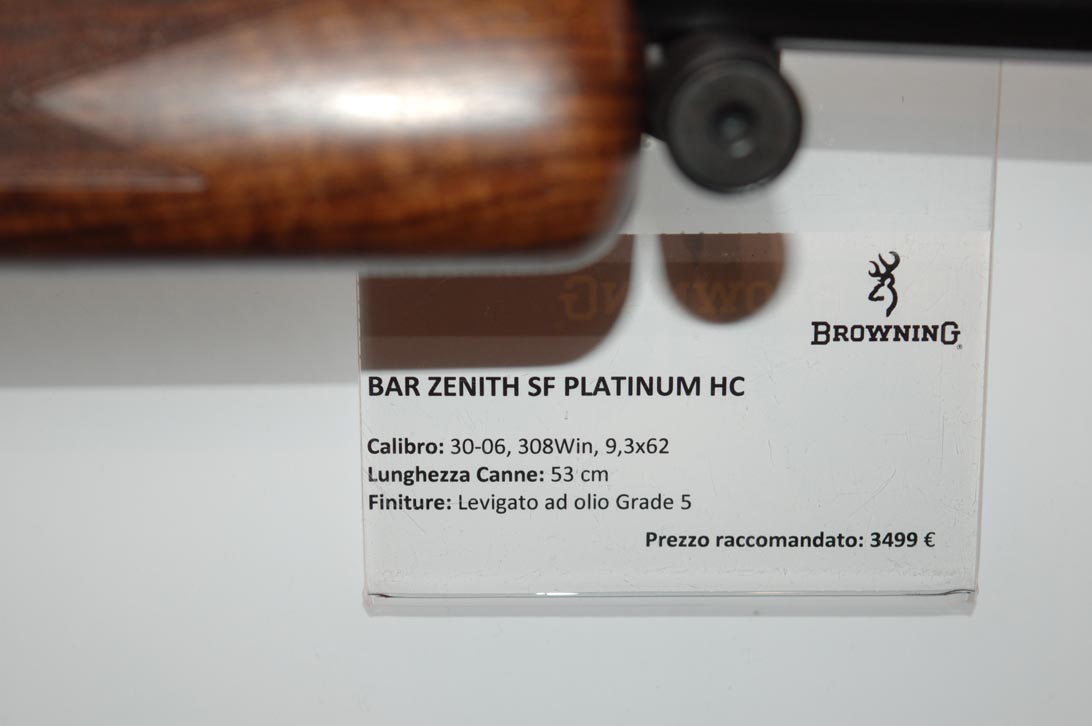 BROWNING
BAR ZENITH SF PLATINUM HC
Calibro: 30-06, 308Win, 9,3x62
Lunghezza Canne: 53 cm
Finiture: Levigato ad olio Grade 5
Prezzo raccomandato: 3499 €